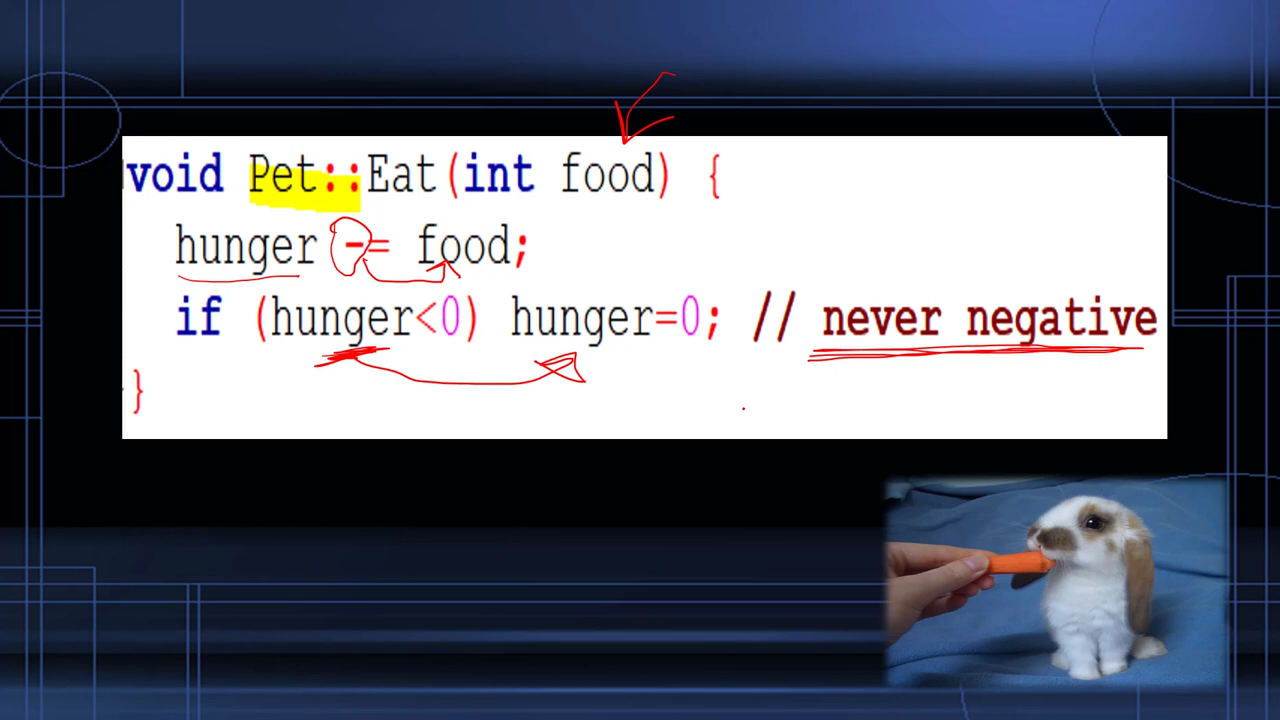 void Pet::Eat(int food) {
hunger -= food;
if (hunger<0) hunger=0; // never negative
}